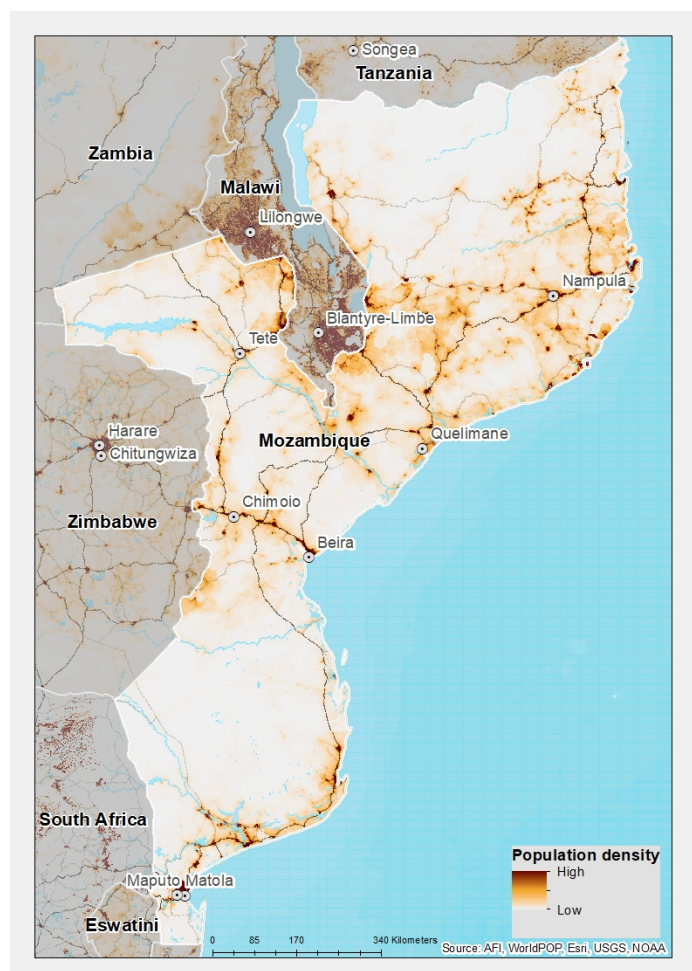 Songea
Tanzania
Zambia
Malawi
Lilongwe
Nampula
Blantyre-Limbe
Tete
Harare
Chitungwiza
Mozambique
Quelimane
Chimoio
Zimbabwe
Beira
South Africa
Maputo Matola
Eswatini
Population density
High
Low
0 85 170 340 Kilometers
Source: AFI, WorldPOP, Esri, USGS, NOAA